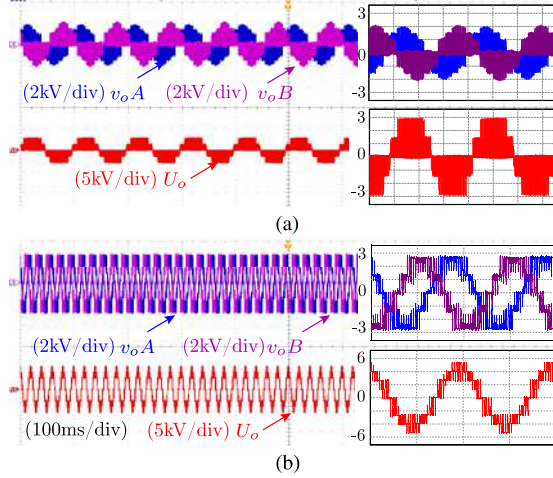 3
0
-3
(2kV/div) v_oA
(2kV/div) v_oB
3
0
-3
(5kV/div) U_o
(a)
3
0
-3
(2kV/div) v_oA
(2kV/div) v_oB
6
0
-6
(100ms/div)
(5kV/div) U_o
(b)